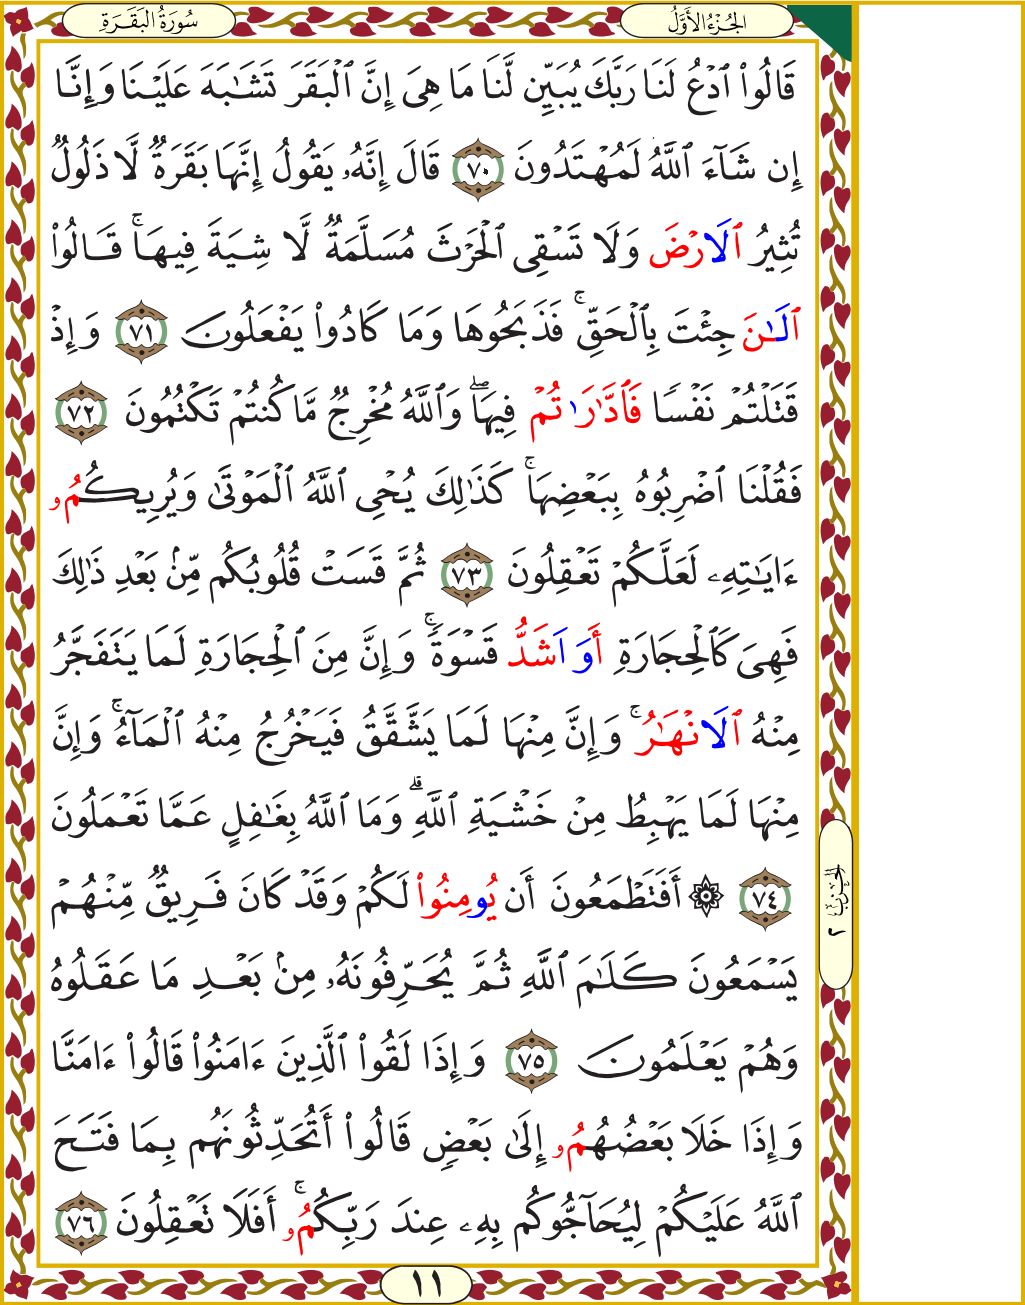 الجُزْءُ الأَوَّلُ
سُورَةُ البَقَرَةِ
قَالُوا۟ ٱدْعُ لَنَا رَبَّكَ يُبَيِّن لَّنَا مَا هِىَ إِنَّ ٱلْبَقَرَ تَشَـٰبَهَ عَلَيْنَا وَإِنَّآ
إِن شَآءَ ٱللَّهُ لَمُهْتَدُونَ ٧٠ قَالَ إِنَّهُۥ يَقُولُ إِنَّهَا بَقَرَةٌ لَّا ذَلُولٌ
تُثِيرُ ٱلَارْضَ وَلَا تَسْقِى ٱلْحَرْثَ مُسَلَّمَةٌ لَّا شِيَةَ فِيهَاۚ قَالُوا۟
ٱلَـٰنَ جِئْتَ بِٱلْحَقِّۚ فَذَبَحُوهَا وَمَا كَادُوا۟ يَفْعَلُونَ ٧١ وَإِذْ
قَتَلْتُمْ نَفْسًا فَٱدَّٰرَٰتُمْ فِيهَاۖ وَٱللَّهُ مُخْرِجٌ مَّا كُنتُمْ تَكْتُمُونَ ٧٢
فَقُلْنَا ٱضْرِبُوهُ بِبَعْضِهَاۚ كَذَٰلِكَ يُحْىِ ٱللَّهُ ٱلْمَوْتَىٰ وَيُرِيكُمُۥ
ءَايَـٰتِهِۦ لَعَلَّكُمْ تَعْقِلُونَ ٧٣ ثُمَّ قَسَتْ قُلُوبُكُم مِّنۢ بَعْدِ ذَٰلِكَ
فَهِىَ كَٱلْحِجَارَةِ أَوَ اَشَدُّ قَسْوَةًۚ وَإِنَّ مِنَ ٱلْحِجَارَةِ لَمَا يَتَفَجَّرُ
مِنْهُ ٱلَانْهَـٰرُۚ وَإِنَّ مِنْهَا لَمَا يَشَّقَّقُ فَيَخْرُجُ مِنْهُ ٱلْمَآءُۚ وَإِنَّ
مِنْهَا لَمَا يَهْبِطُ مِنْ خَشْيَةِ ٱللَّهِۗ وَمَا ٱللَّهُ بِغَـٰفِلٍ عَمَّا تَعْمَلُونَ
٧٤ ۞ أَفَتَطْمَعُونَ أَن يُومِنُوا۟ لَكُمْ وَقَدْ كَانَ فَرِيقٌ مِّنْهُمْ
يَسْمَعُونَ كَلَـٰمَ ٱللَّهِ ثُمَّ يُحَرِّفُونَهُۥ مِنۢ بَعْدِ مَا عَقَلُوهُ
وَهُمْ يَعْلَمُونَ ٧٥ وَإِذَا لَقُوا۟ ٱلَّذِينَ ءَامَنُوا۟ قَالُوٓا۟ ءَامَنَّا
وَإِذَا خَلَا بَعْضُهُمُۥ إِلَىٰ بَعْضٍ قَالُوٓا۟ أَتُحَدِّثُونَهُم بِمَا فَتَحَ
ٱللَّهُ عَلَيْكُمْ لِيُحَآجُّوكُم بِهِۦ عِندَ رَبِّكُمُۥۚ أَفَلَا تَعْقِلُونَ ٧٦
الحِزْبُ ٢
١١